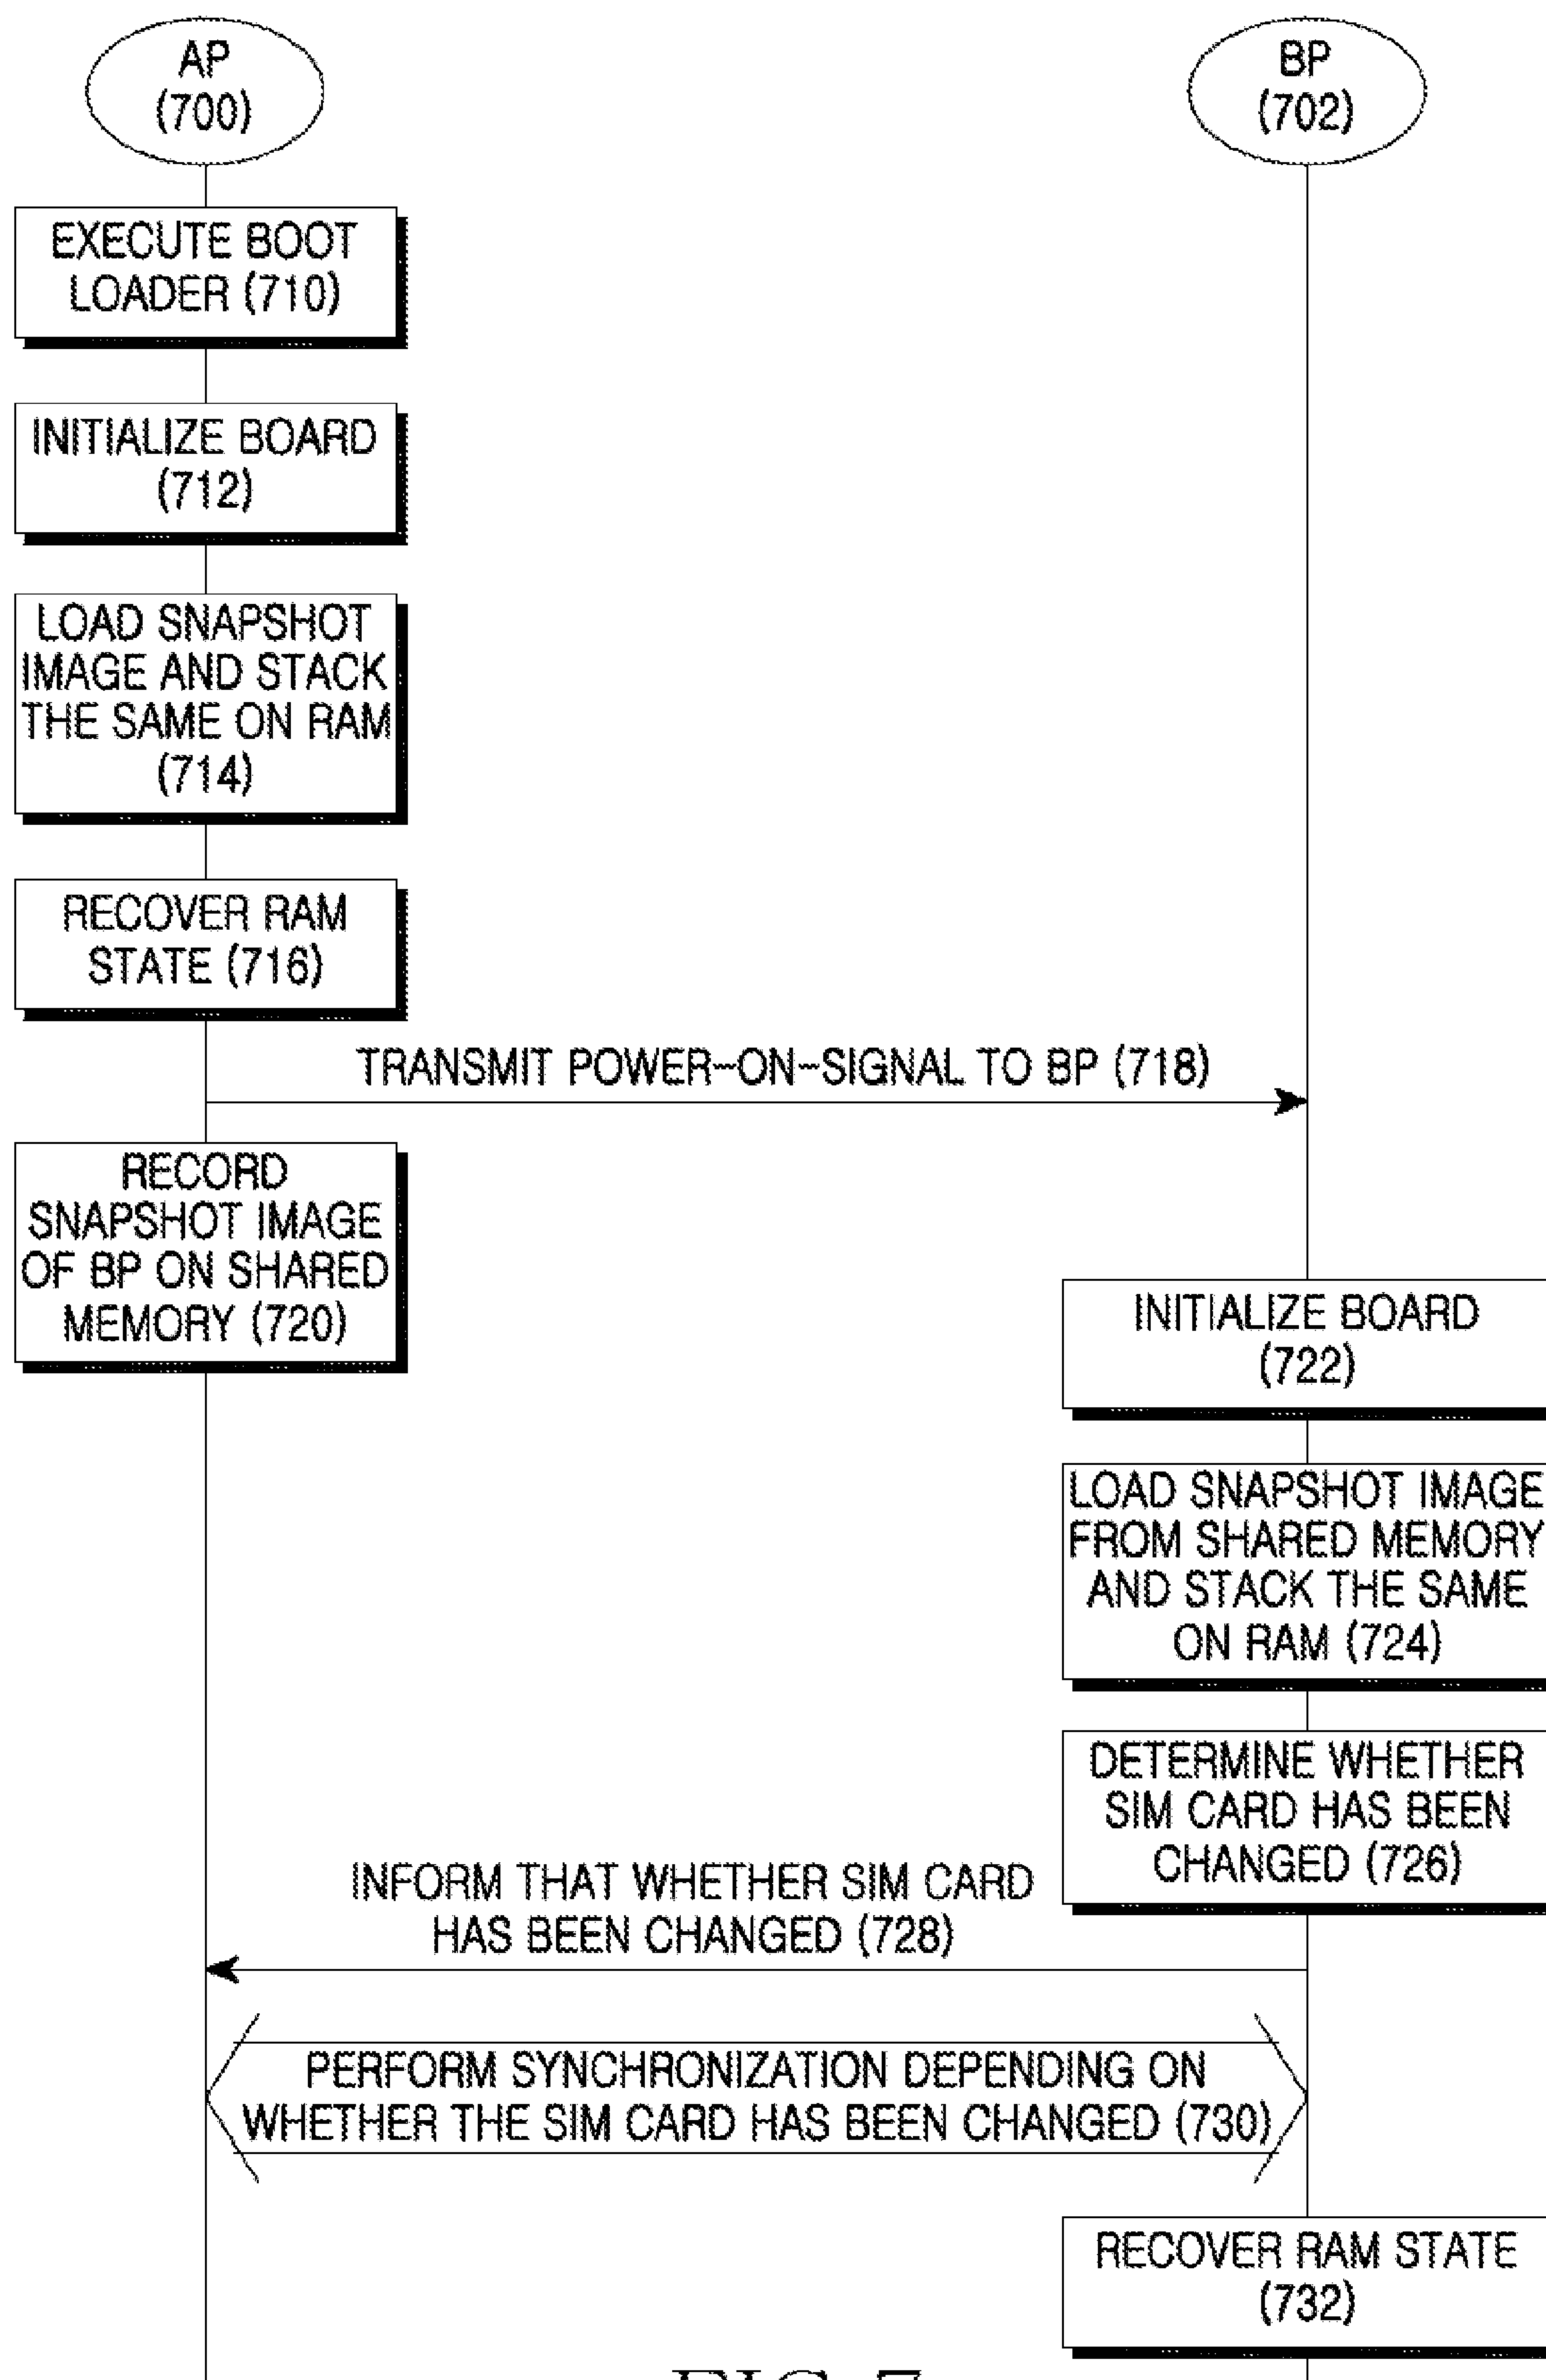 AP
(700)
BP
(702)
EXECUTE BOOT
LOADER (710)
INITIALIZE BOARD
(712)
LOAD SNAPSHOT
IMAGE AND STACK
THE SAME ON RAM
(714)
RECOVER RAM
STATE (716)
TRANSMIT POWER-ON-SIGNAL TO BP (718)
RECORD
SNAPSHOT IMAGE
OF BP ON SHARED
MEMORY (720)
INITIALIZE BOARD
(722)
LOAD SNAPSHOT IMAGE
FROM SHARED MEMORY
AND STACK THE SAME
ON RAM (724)
DETERMINE WHETHER
SIM CARD HAS BEEN
CHANGED (726)
INFORM THAT WHETHER SIM CARD
HAS BEEN CHANGED (728)
PERFORM SYNCHRONIZATION DEPENDING ON
WHETHER THE SIM CARD HAS BEEN CHANGED (730)
RECOVER RAM STATE
(732)